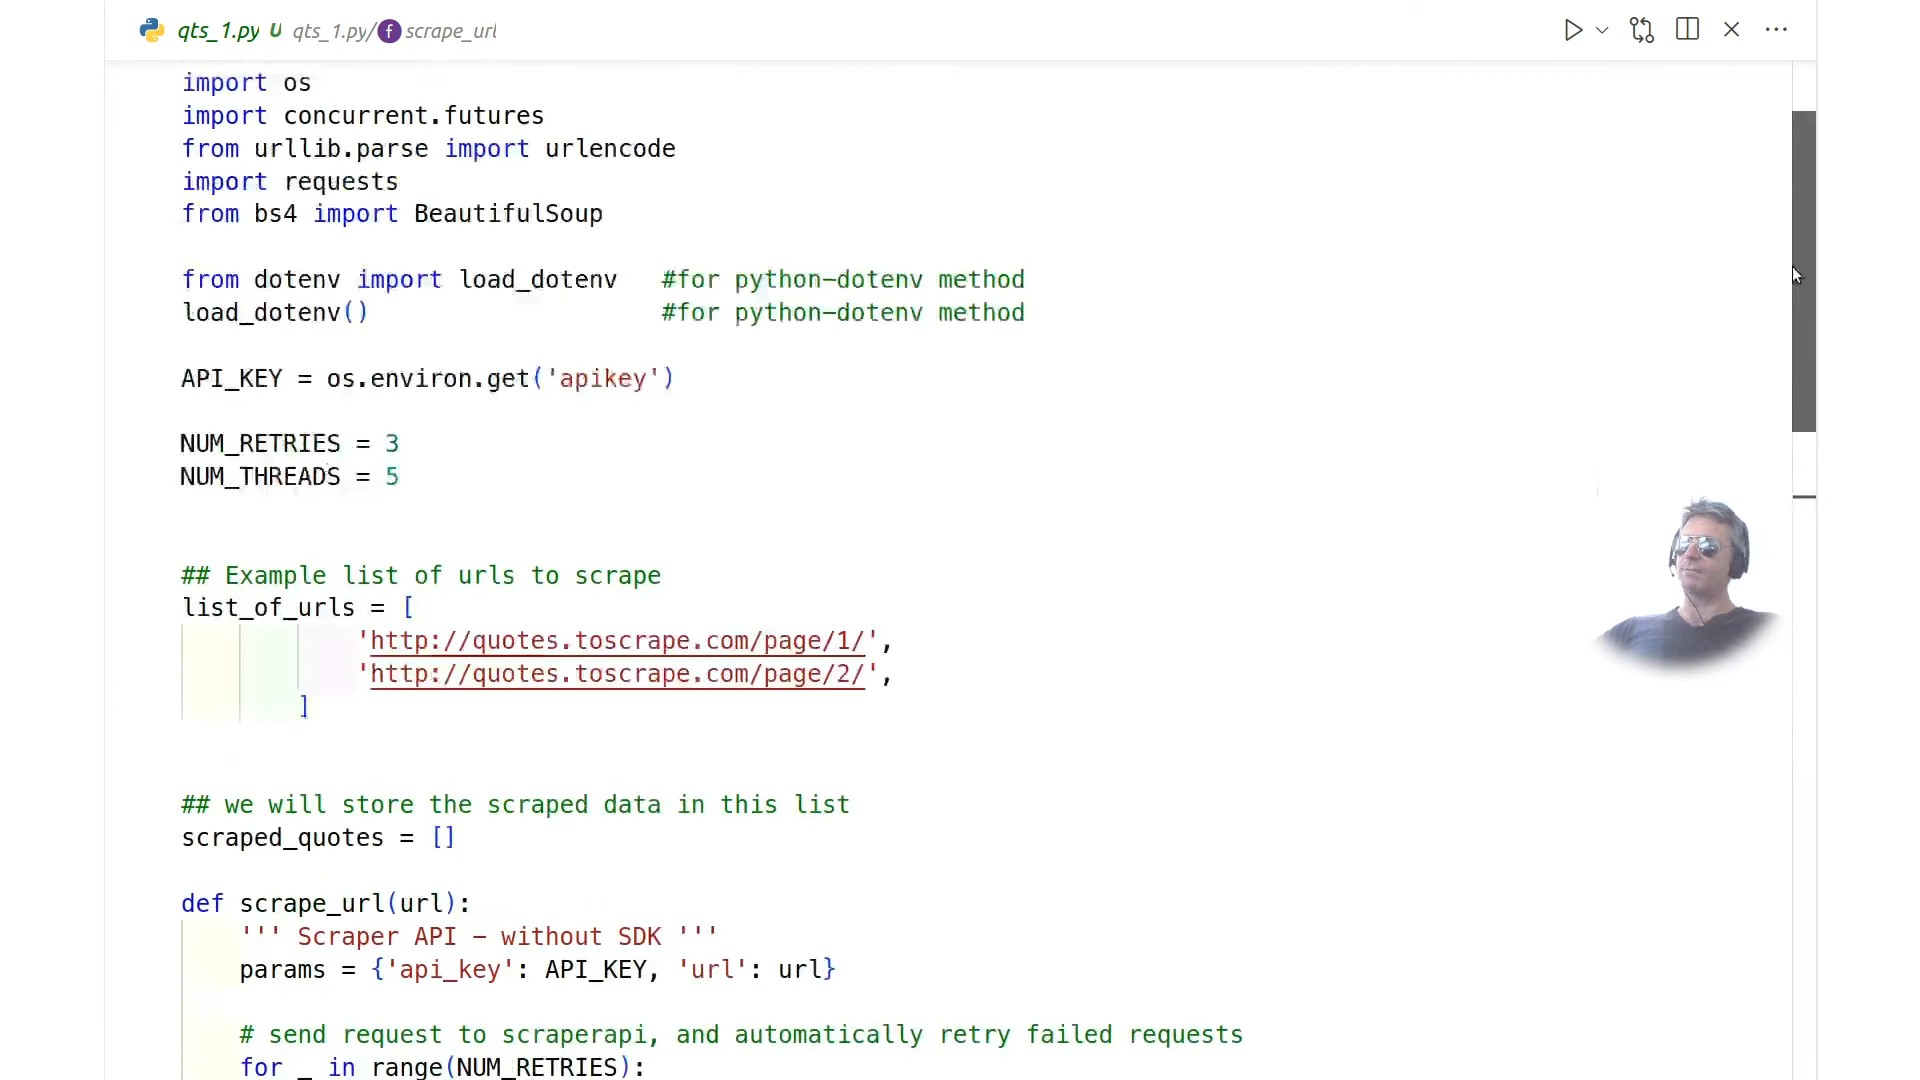 qts_1.py U qts_1.py/ f scrape_url
import os
import concurrent.futures
from urllib.parse import urlencode
import requests
from bs4 import BeautifulSoup
from dotenv import load_dotenv #for python-dotenv method
load_dotenv() #for python-dotenv method
API_KEY = os.environ.get('apikey')
NUM_RETRIES = 3
NUM_THREADS = 5
## Example list of urls to scrape
list_of_urls = [
'http://quotes.toscrape.com/page/1/',
'http://quotes.toscrape.com/page/2/',
]
## we will store the scraped data in this list
scraped_quotes = []
def scrape_url(url):
''' Scraper API - without SDK '''
params = {'api_key': API_KEY, 'url': url}
# send request to scraperapi, and automatically retry failed requests
for _ in range(NUM_RETRIES):